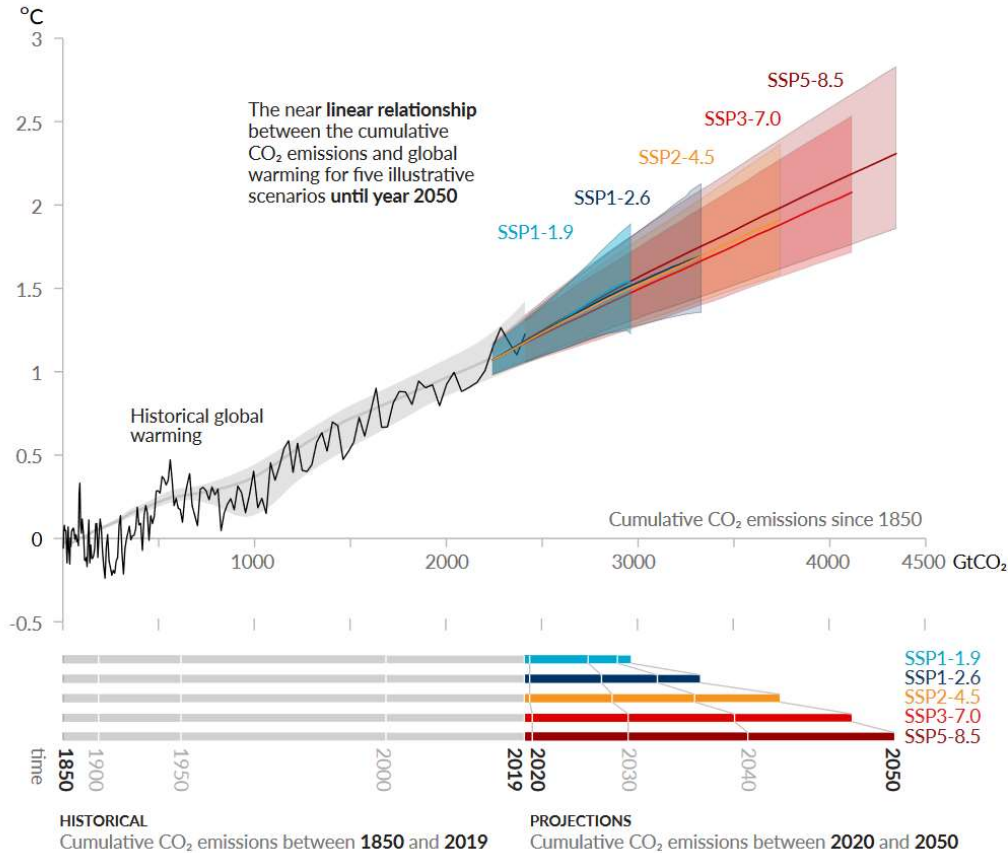 °C
3
SSP5-8.5
The near linear relationship
between the cumulative
CO₂ emissions and global
warming for five illustrative
scenarios until year 2050
SSP3-7.0
2.5
SSP2-4.5
SSP1-2.6
2
SSP1-1.9
1.5
1
Historical global
warming
0.5
Cumulative CO₂ emissions since 1850
0
1000
2000
3000
4000
4500 GtCO₂
-0.5
SSP1-1.9
SSP1-2.6
SSP2-4.5
SSP3-7.0
SSP5-8.5
time
1850
1900
1950
2000
2019
2020
2030
2040
2050
HISTORICAL
Cumulative CO₂ emissions between 1850 and 2019
PROJECTIONS
Cumulative CO₂ emissions between 2020 and 2050